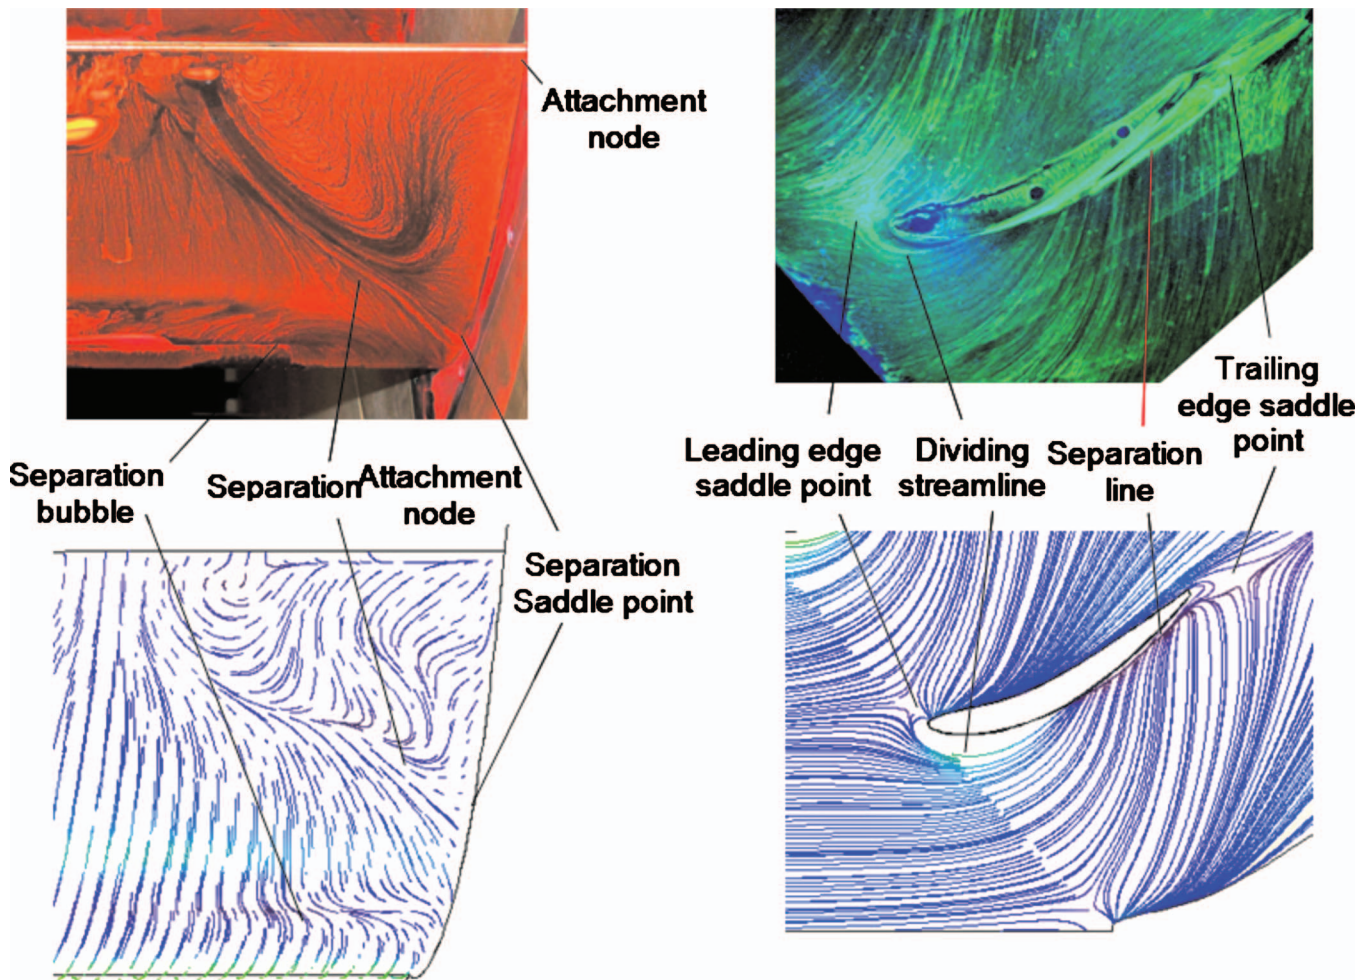 Attachment
node
Separation
bubble
Separation
Attachment
node
Separation
Saddle point
Leading edge
saddle point
Dividing
streamline
Separation
line
Trailing
edge saddle
point